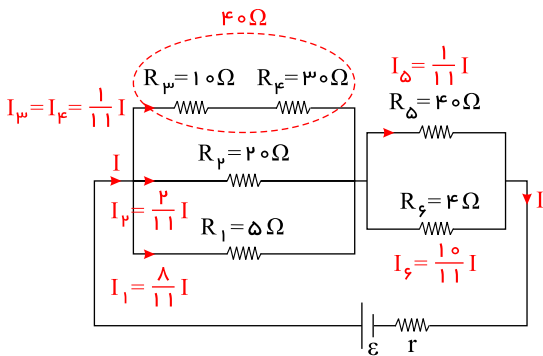 ۴۰Ω
R۳=۱۰Ω R۴=۳۰Ω
I۵=۱/۱۱ I
I۳=I۴=۱/۱۱ I
R۵=۴۰Ω
I
R۲=۲۰Ω
I۲=۲/۱۱ I
R۶=۴Ω
I
R۱=۵Ω
I۶=۱۰/۱۱ I
I۱=۸/۱۱ I
ε r